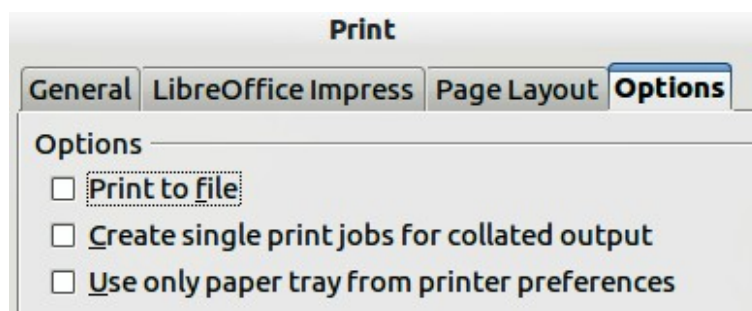 Print
General LibreOffice Impress Page Layout Options
Options
Print to file
Create single print jobs for collated output
Use only paper tray from printer preferences